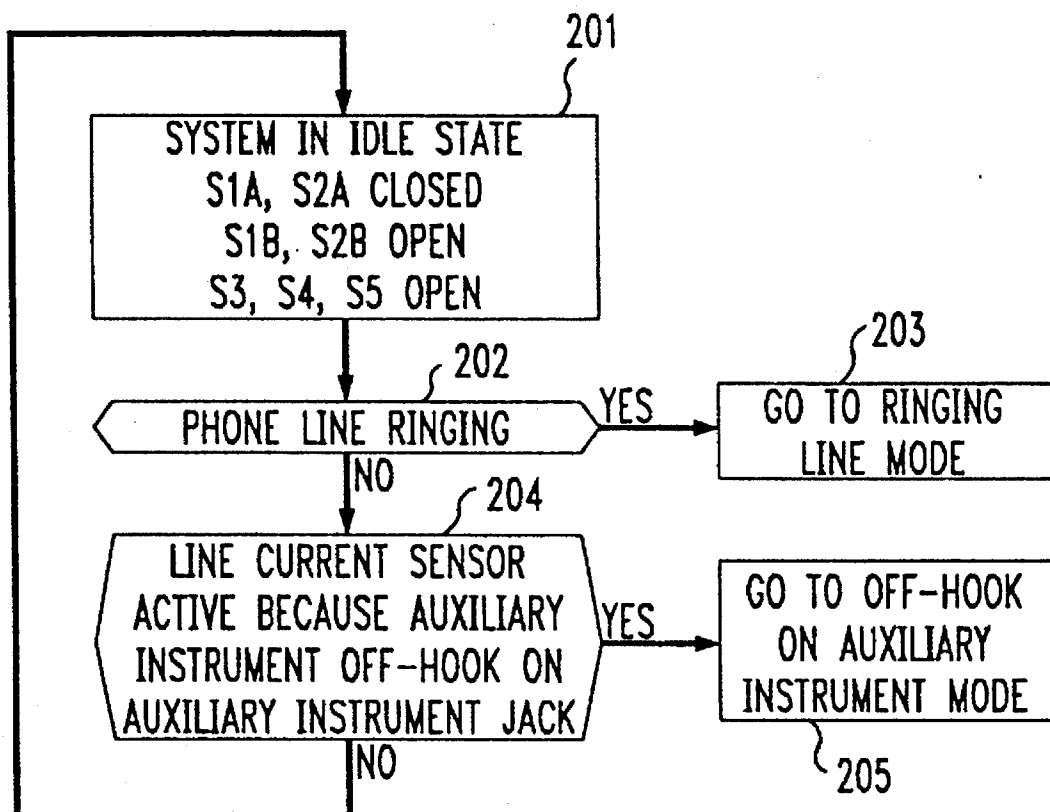 201
SYSTEM IN IDLE STATE
S1A, S2A CLOSED
S1B, S2B OPEN
S3, S4, S5 OPEN
202
PHONE LINE RINGING
YES
203
GO TO RINGING
LINE MODE
NO
204
LINE CURRENT SENSOR
ACTIVE BECAUSE AUXILIARY
INSTRUMENT OFF-HOOK ON
AUXILIARY INSTRUMENT JACK
YES
GO TO OFF-HOOK
ON AUXILIARY
INSTRUMENT MODE
205
NO